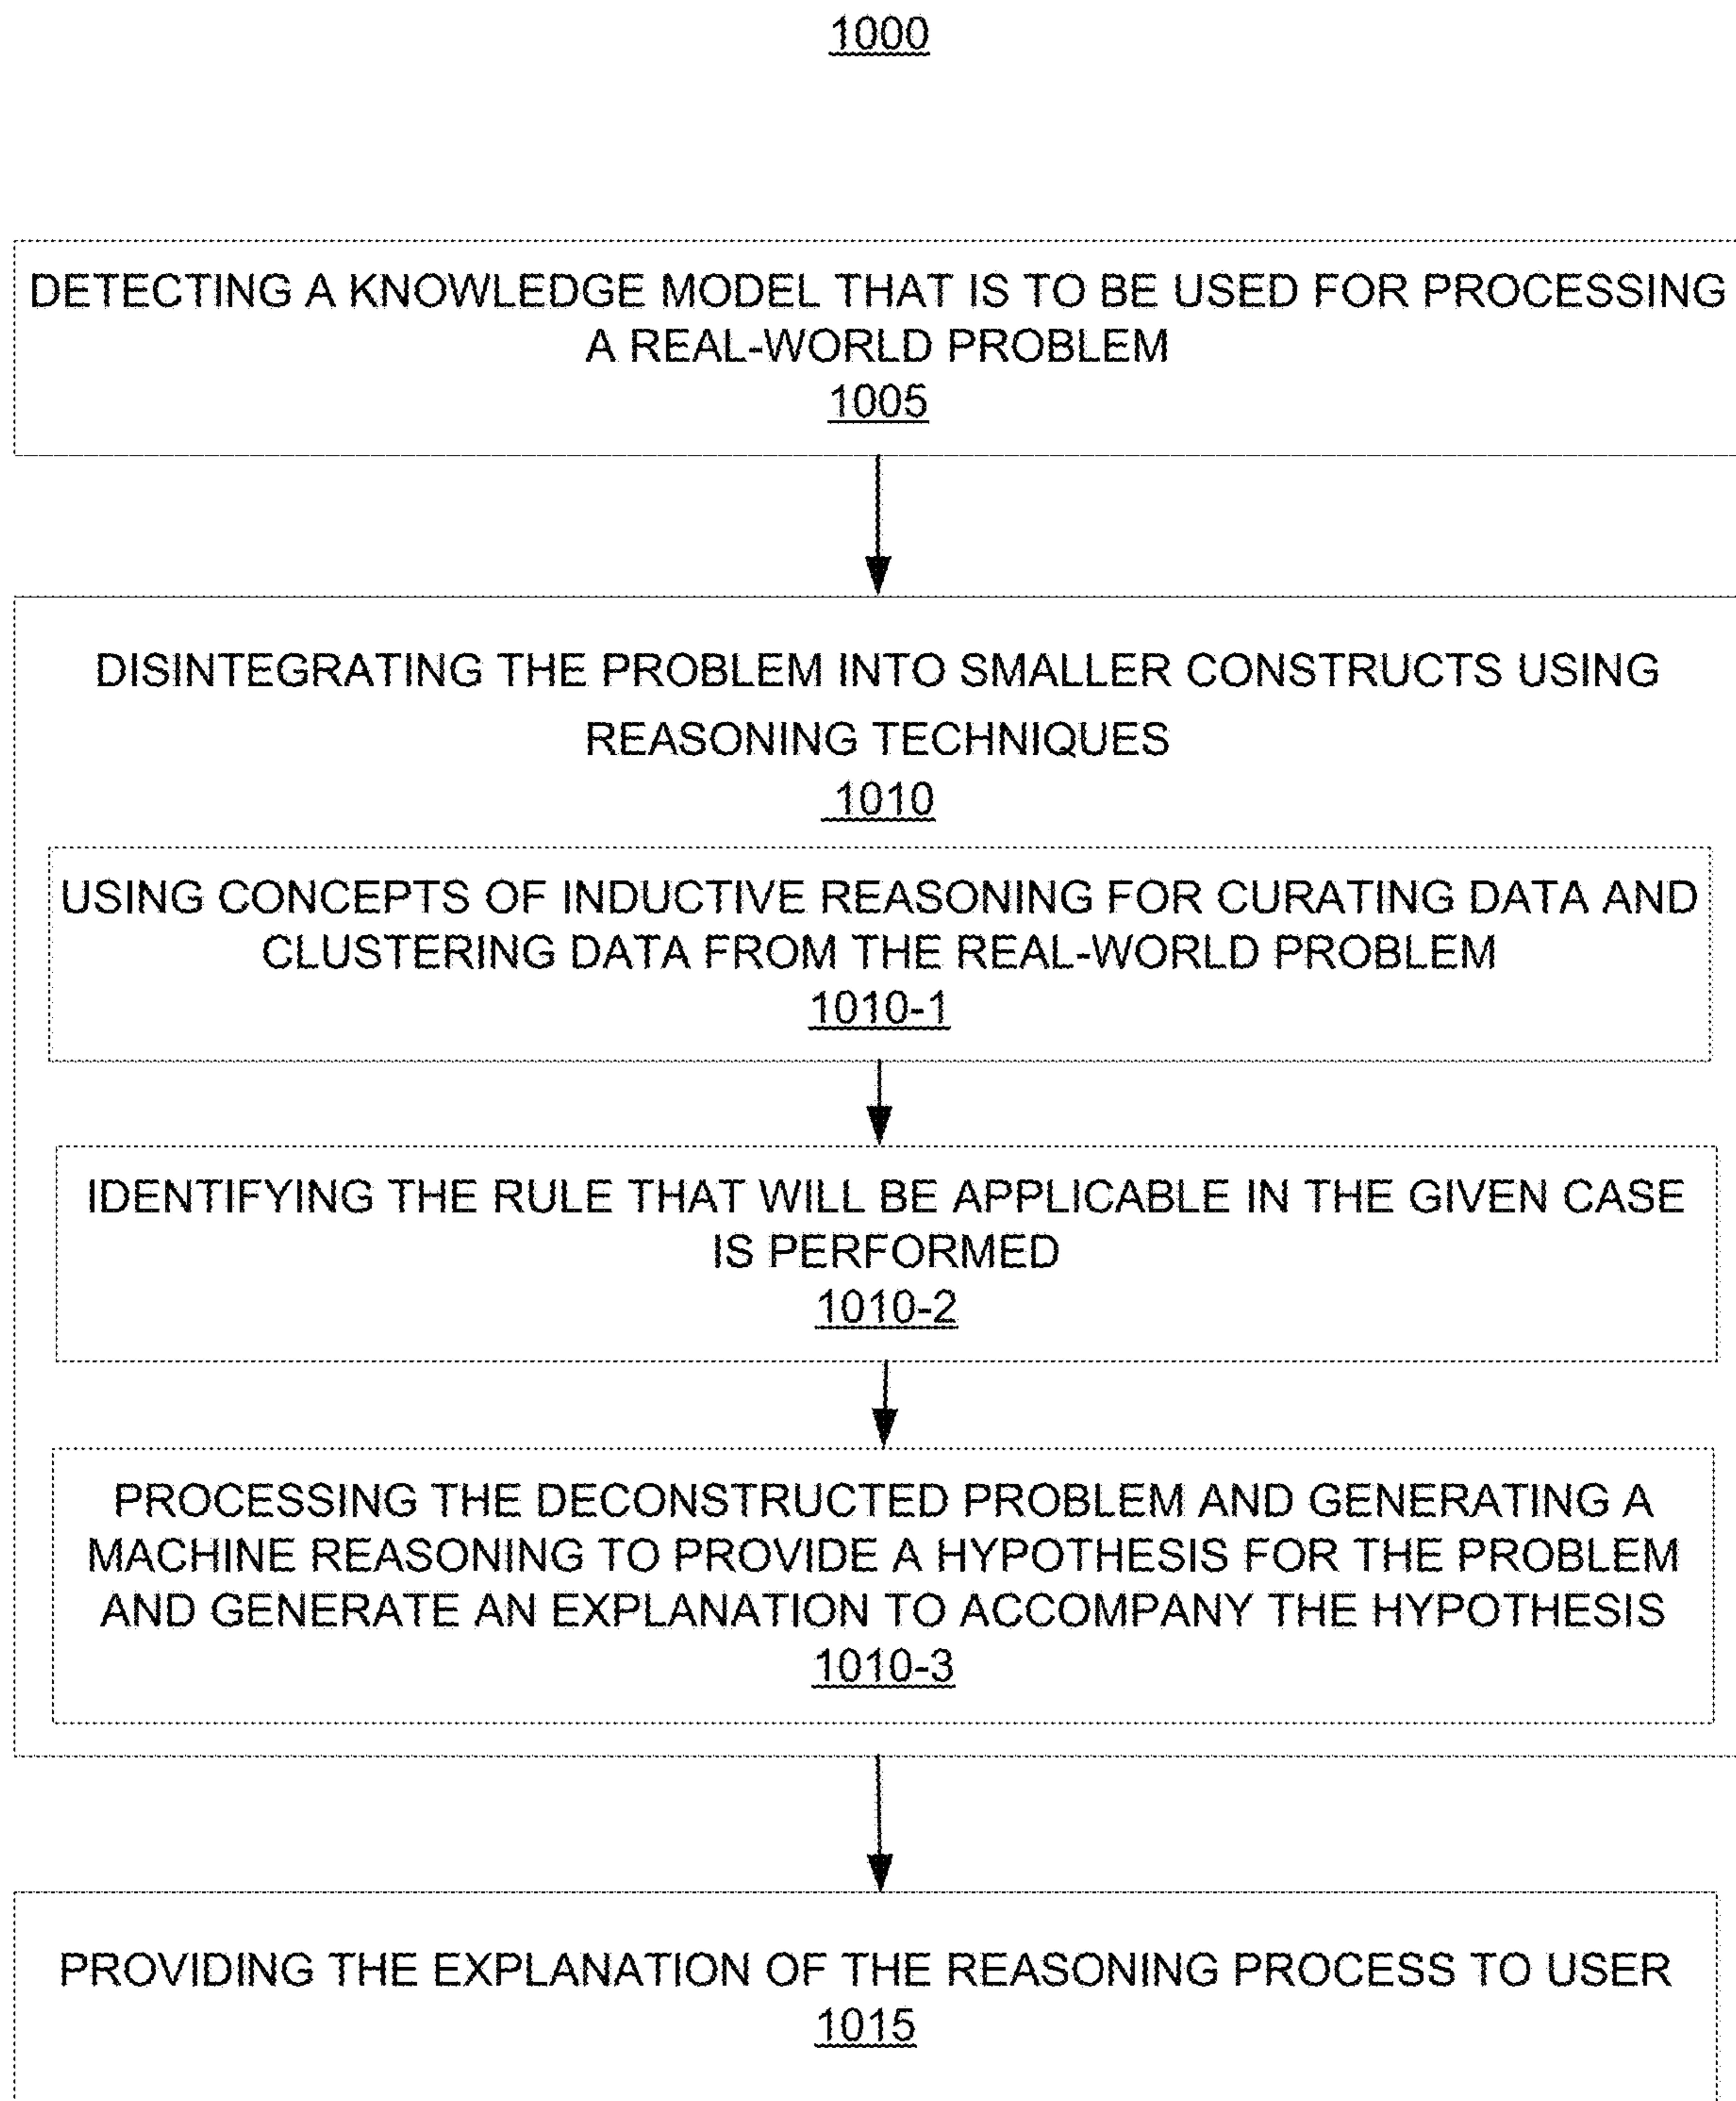 1000
DETECTING A KNOWLEDGE MODEL THAT IS TO BE USED FOR PROCESSING
A REAL-WORLD PROBLEM
1005
DISINTEGRATING THE PROBLEM INTO SMALLER CONSTRUCTS USING
REASONING TECHNIQUES
1010
USING CONCEPTS OF INDUCTIVE REASONING FOR CURATING DATA AND
CLUSTERING DATA FROM THE REAL-WORLD PROBLEM
1010-1
IDENTIFYING THE RULE THAT WILL BE APPLICABLE IN THE GIVEN CASE
IS PERFORMED
1010-2
PROCESSING THE DECONSTRUCTED PROBLEM AND GENERATING A
MACHINE REASONING TO PROVIDE A HYPOTHESIS FOR THE PROBLEM
AND GENERATE AN EXPLANATION TO ACCOMPANY THE HYPOTHESIS
1010-3
PROVIDING THE EXPLANATION OF THE REASONING PROCESS TO USER
1015